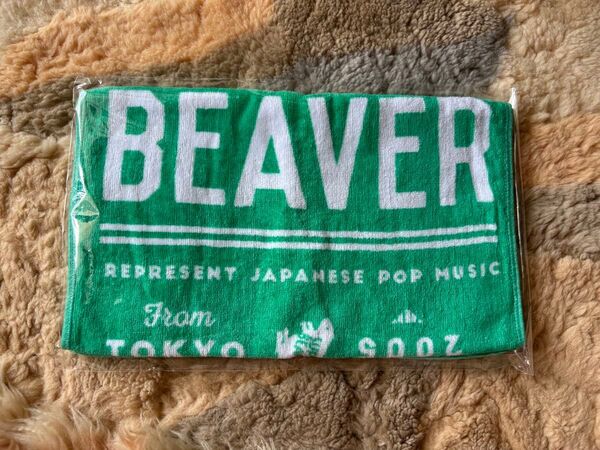 BEAVER
REPRESENT JAPANESE POP MUSIC
From
TOKYO